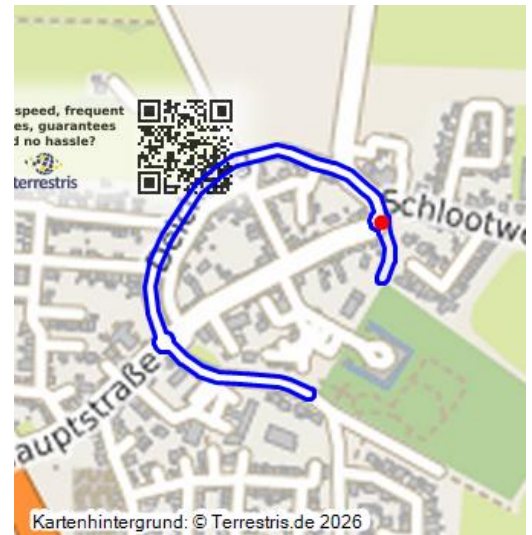 speed, frequent
es, guarantees
d no hassle?
terrestris
Schlootwe
auptstraße
Kartenhintergrund: © Terrestris.de 2026